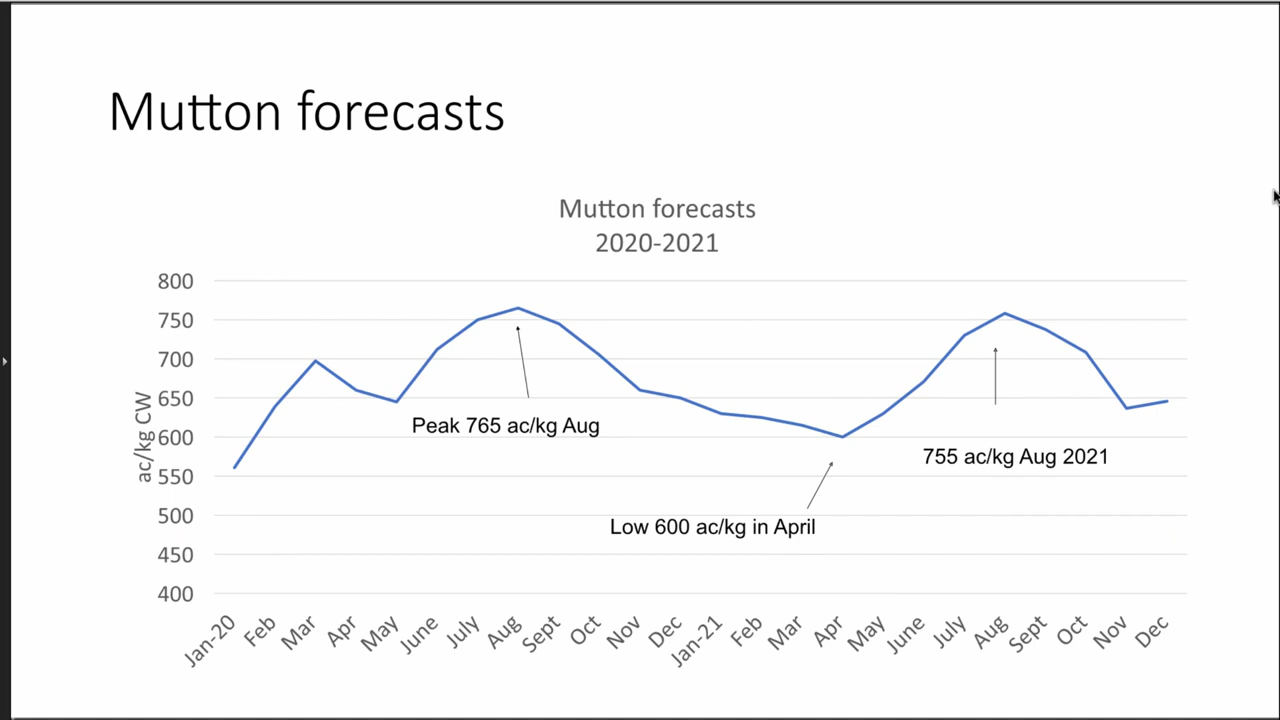 Mutton forecasts
Mutton forecasts
2020-2021
800
750
700
650
600
550
500
450
400
ac/kg CW
Peak 765 ac/kg Aug
755 ac/kg Aug 2021
Low 600 ac/kg in April
Jan-20 Feb Mar Apr May June July Aug Sept Oct Nov Dec Jan-21 Feb Mar Apr May June July Aug Sept Oct Nov Dec